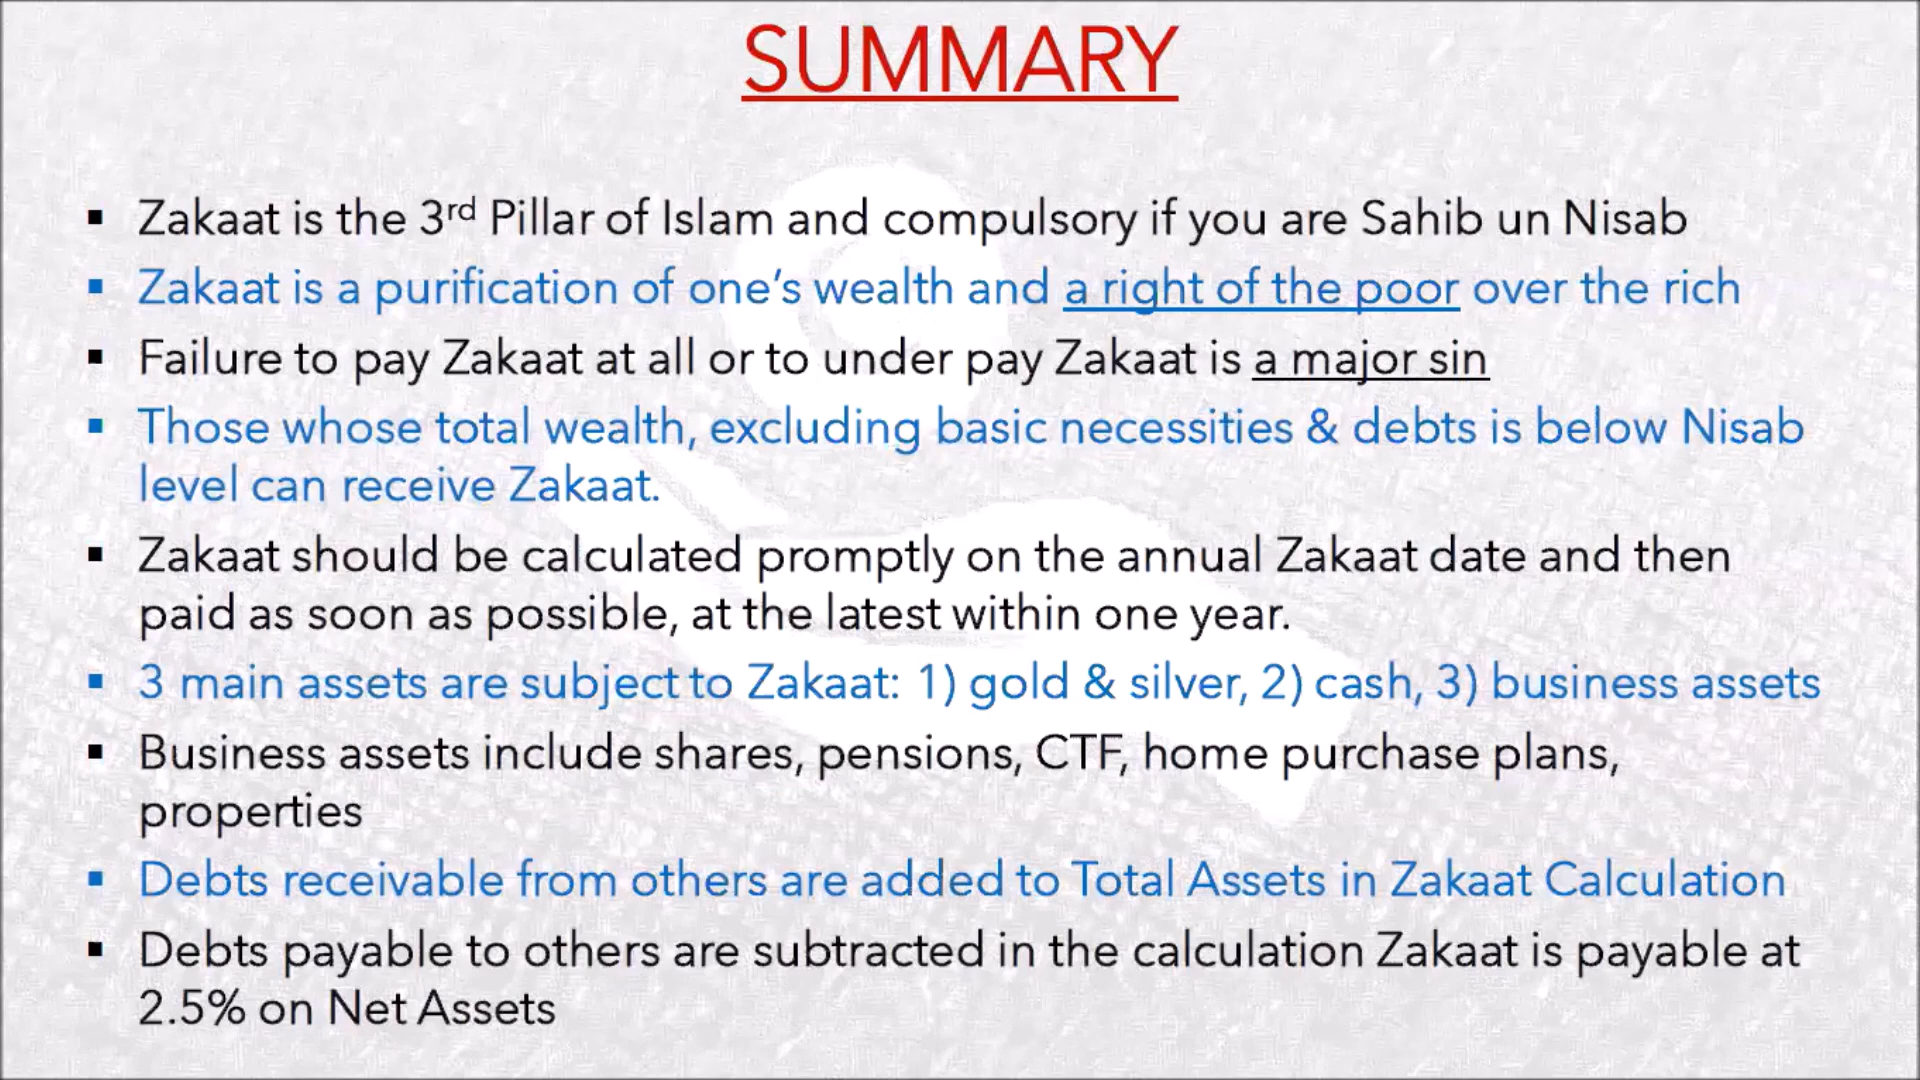 SUMMARY
▪ Zakaat is the 3rd Pillar of Islam and compulsory if you are Sahib un Nisab
▪ Zakaat is a purification of one’s wealth and a right of the poor over the rich
▪ Failure to pay Zakaat at all or to under pay Zakaat is a major sin
▪ Those whose total wealth, excluding basic necessities & debts is below Nisab
level can receive Zakaat.
▪ Zakaat should be calculated promptly on the annual Zakaat date and then
paid as soon as possible, at the latest within one year.
▪ 3 main assets are subject to Zakaat: 1) gold & silver, 2) cash, 3) business assets
▪ Business assets include shares, pensions, CTF, home purchase plans,
properties
▪ Debts receivable from others are added to Total Assets in Zakaat Calculation
▪ Debts payable to others are subtracted in the calculation Zakaat is payable at
2.5% on Net Assets